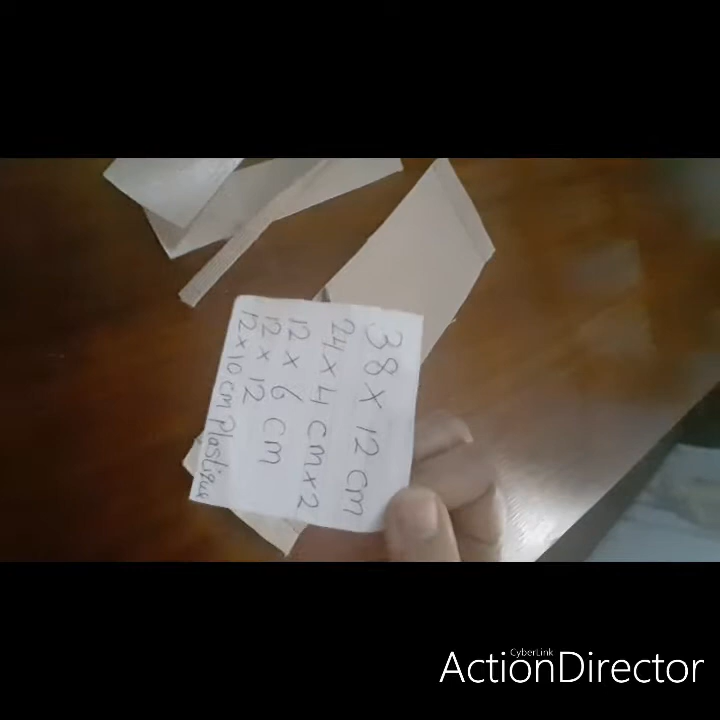 38 x 12 cm
24 x 4 cm x 2
12 x 6 cm
12 x 12
12 x 10 cm Plastique
CyberLink
ActionDirector